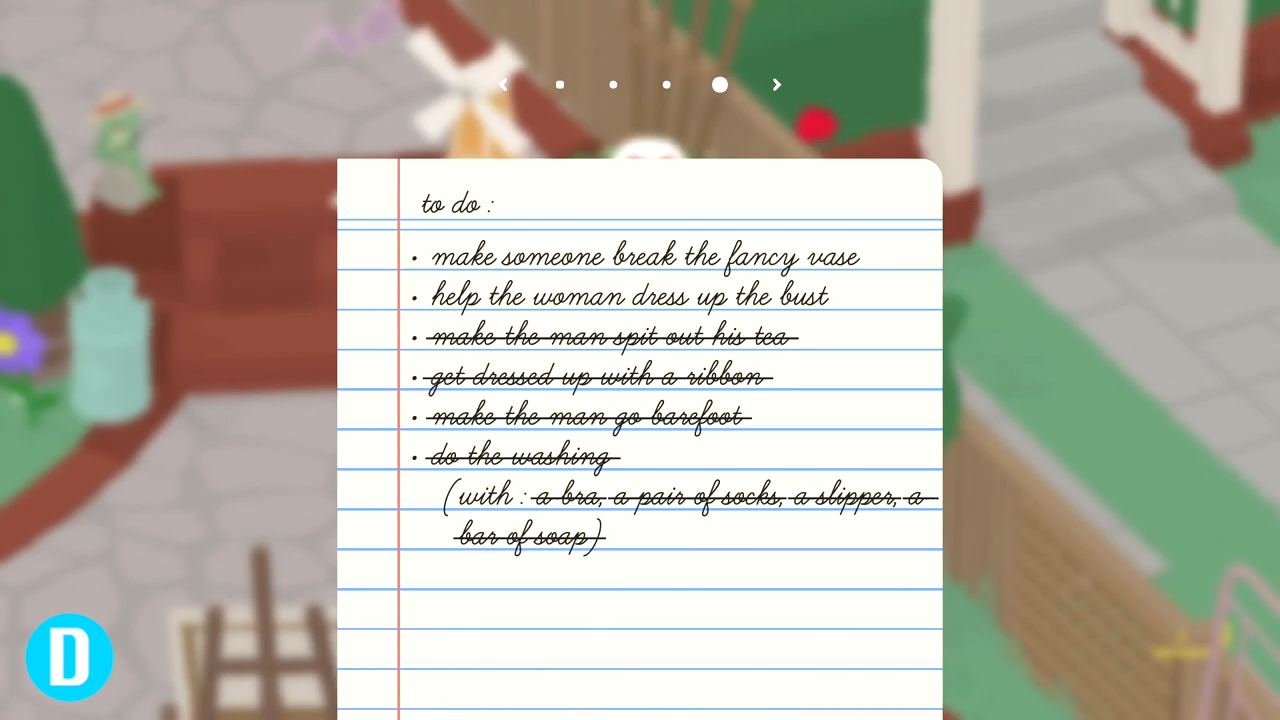 to do :
• make someone break the fancy vase
• help the woman dress up the bust
• make the man spit out his tea
• get dressed up with a ribbon
• make the man go barefoot
• do the washing
(with : a bra, a pair of socks, a slipper, a
bar of soap)
D